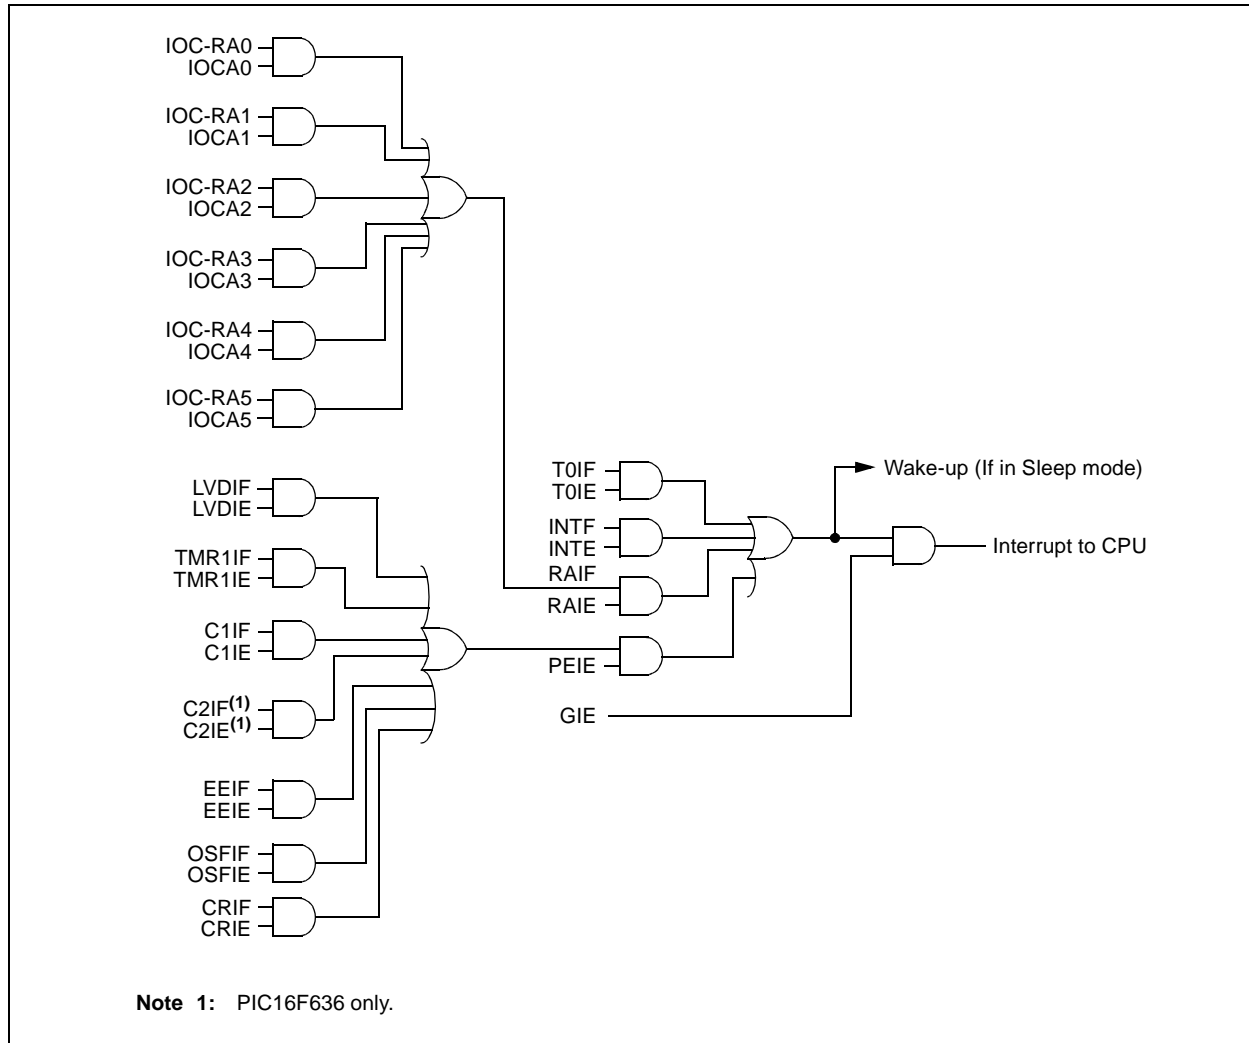 IOC-RA0
IOCA0
IOC-RA1
IOCA1
IOC-RA2
IOCA2
IOC-RA3
IOCA3
IOC-RA4
IOCA4
IOC-RA5
IOCA5
LVDIF
LVDIE
TMR1IF
TMR1IE
C1IF
C1IE
C2IF(1)
C2IE(1)
EEIF
EEIE
OSFIF
OSFIE
CRIF
CRIE
T0IF
T0IE
INTF
INTE
RAIF
RAIE
PEIE
GIE
Wake-up (If in Sleep mode)
Interrupt to CPU
Note 1: PIC16F636 only.